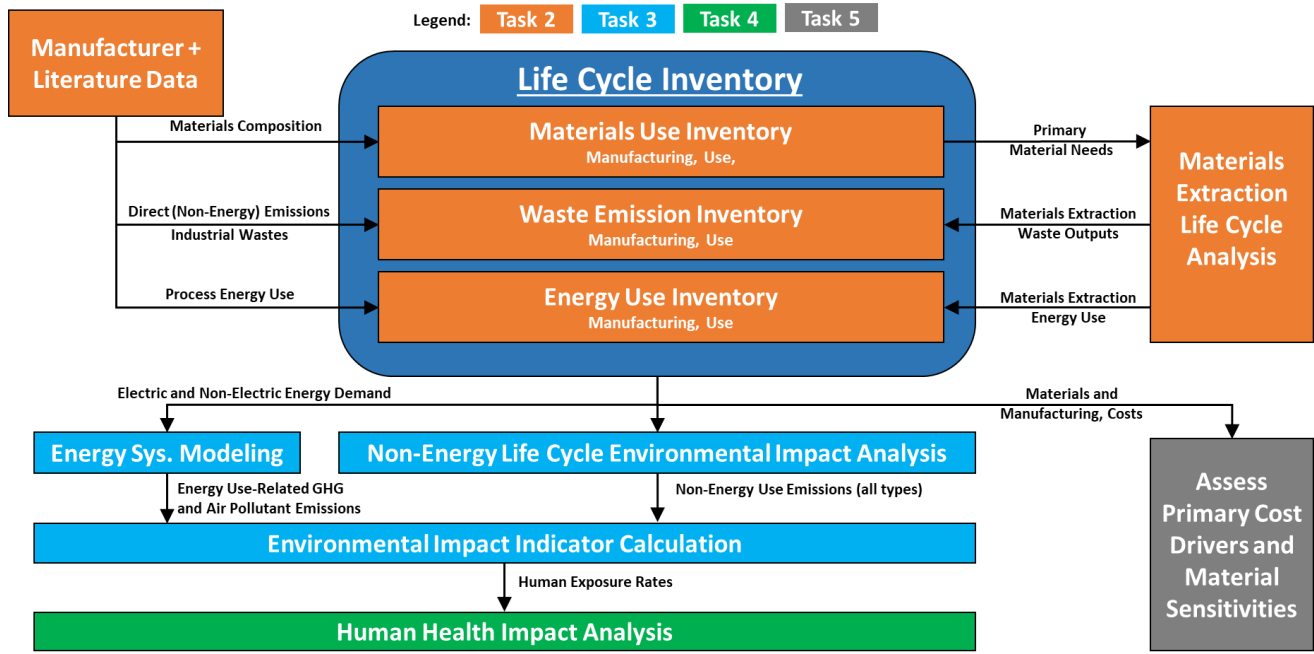 Legend:
Task 2
Task 3
Task 4
Task 5
Manufacturer +
Literature Data
Life Cycle Inventory
Materials Composition
Materials Use Inventory
Manufacturing, Use,
Primary
Material Needs
Materials
Extraction
Life Cycle
Analysis
Direct (Non-Energy) Emissions
Industrial Wastes
Waste Emission Inventory
Manufacturing, Use
Materials Extraction
Waste Outputs
Process Energy Use
Energy Use Inventory
Manufacturing, Use
Materials Extraction
Energy Use
Electric and Non-Electric Energy Demand
Materials and
Manufacturing, Costs
Energy Sys. Modeling
Non-Energy Life Cycle Environmental Impact Analysis
Energy Use-Related GHG
and Air Pollutant Emissions
Non-Energy Use Emissions (all types)
Assess
Primary Cost
Drivers and
Material
Sensitivities
Environmental Impact Indicator Calculation
Human Exposure Rates
Human Health Impact Analysis